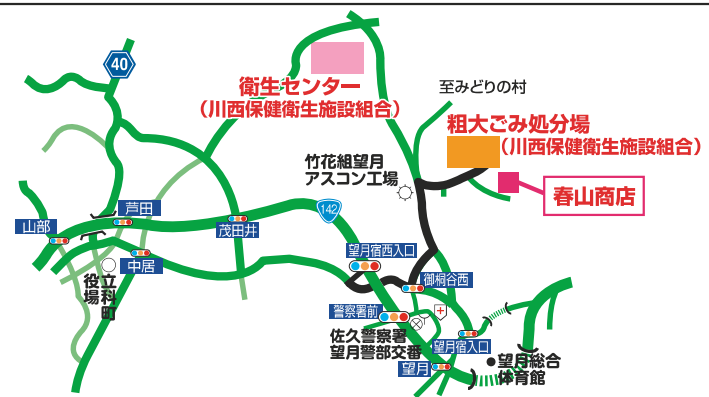 40
衛生センター
（川西保健衛生施設組合）
至みどりの村
粗大ごみ処分場
（川西保健衛生施設組合）
竹花組望月
アスコン工場
春山商店
142
芦田
山部
茂田井
中居
立科町
役場
望月宿西入口
御桐谷西
警察署前
佐久警察署
望月警部交番
望月宿入口
望月
望月総合
体育館